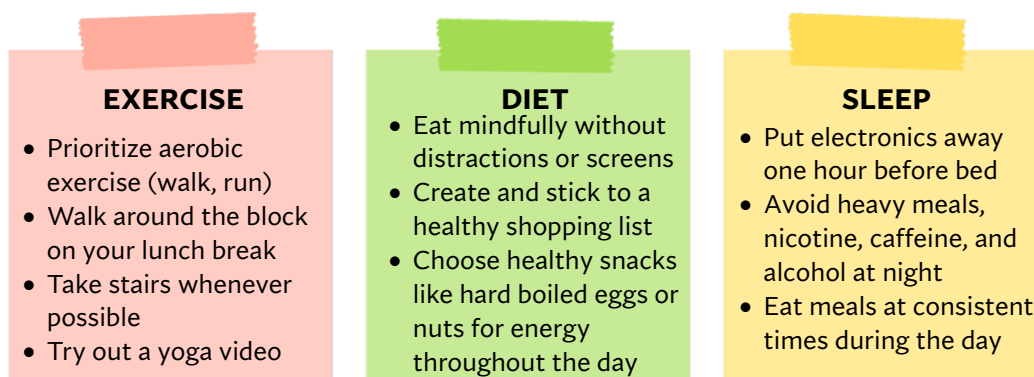 EXERCISE
• Prioritize aerobic
exercise (walk, run)
• Walk around the block
on your lunch break
• Take stairs whenever
possible
• Try out a yoga video
DIET
• Eat mindfully without
distractions or screens
• Create and stick to a
healthy shopping list
• Choose healthy snacks
like hard boiled eggs or
nuts for energy
throughout the day
SLEEP
• Put electronics away
one hour before bed
• Avoid heavy meals,
nicotine, caffeine, and
alcohol at night
• Eat meals at consistent
times during the day